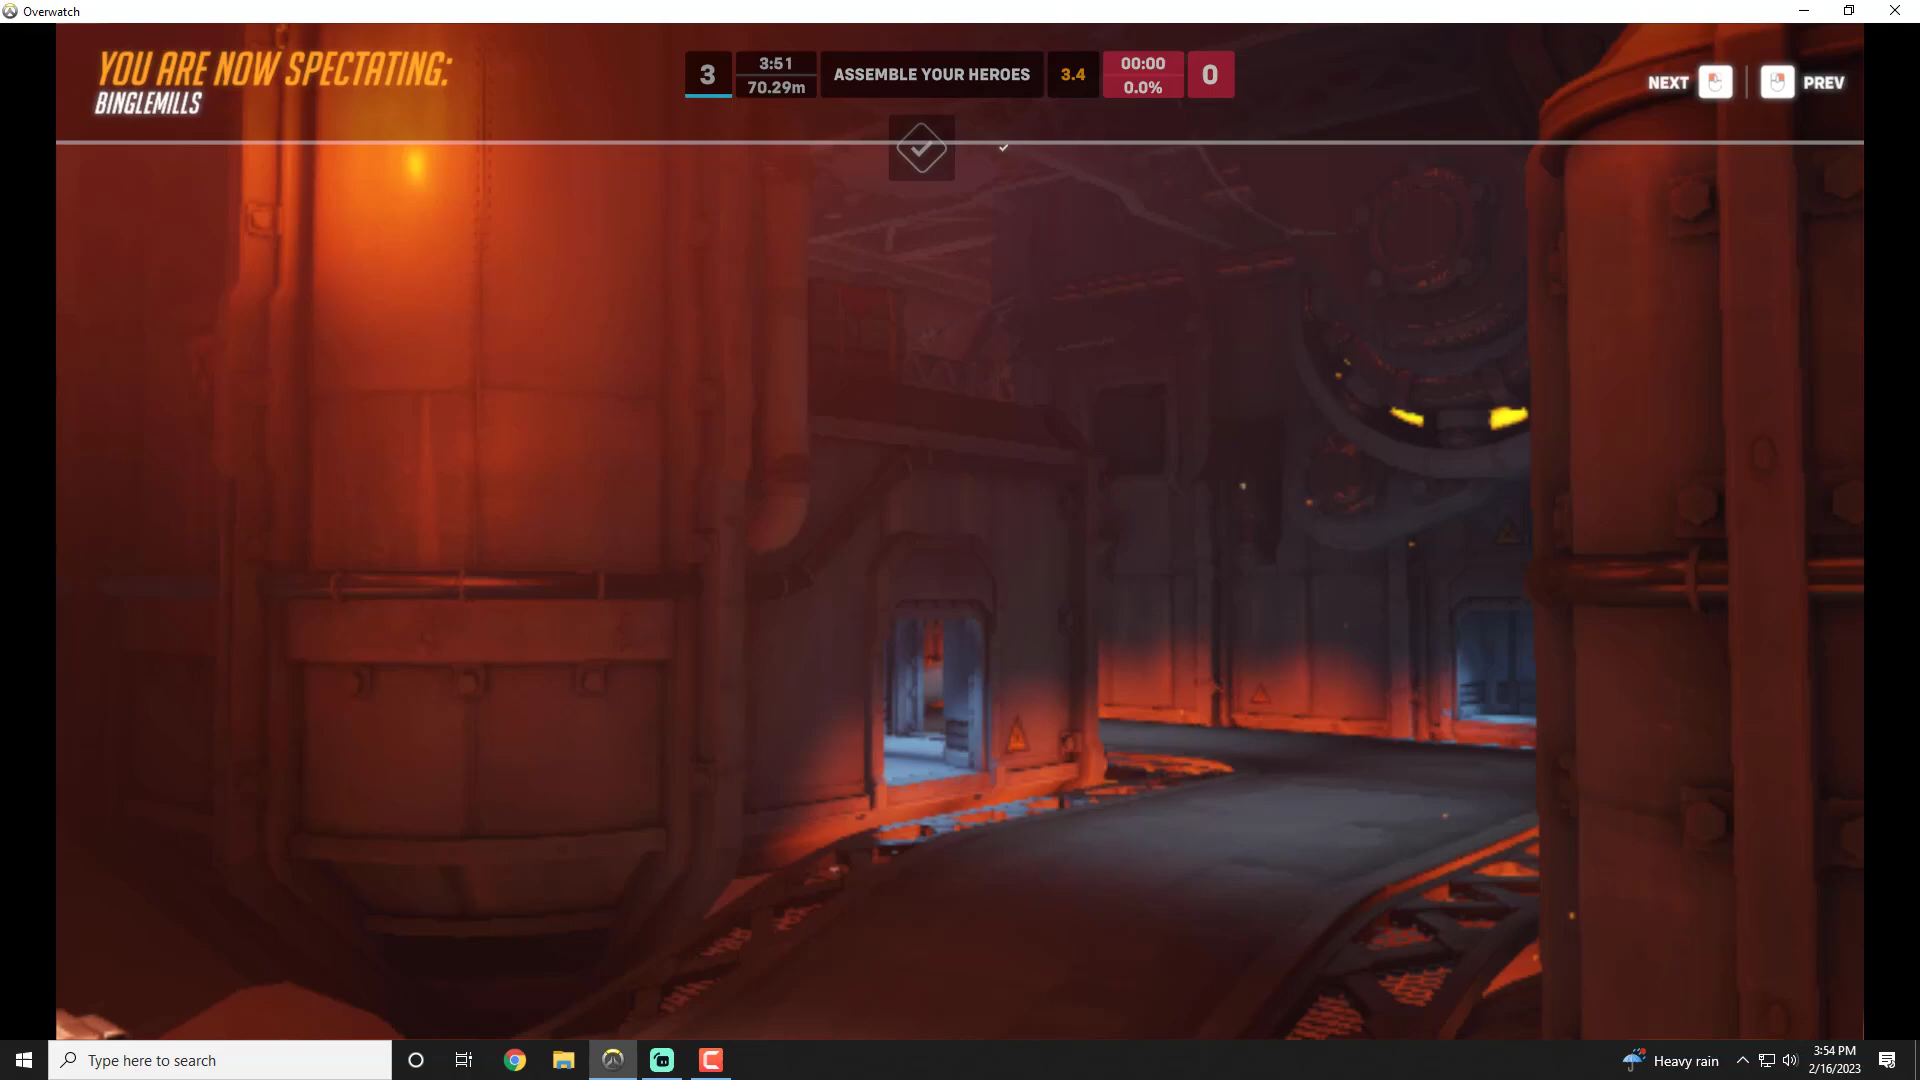 Overwatch
YOU ARE NOW SPECTATING:
BINGLEMILLS
3
3:51
70.29m
ASSEMBLE YOUR HEROES
3.4
00:00
0.0%
0
NEXT
PREV
Type here to search
Heavy rain
3:54 PM
2/16/2023